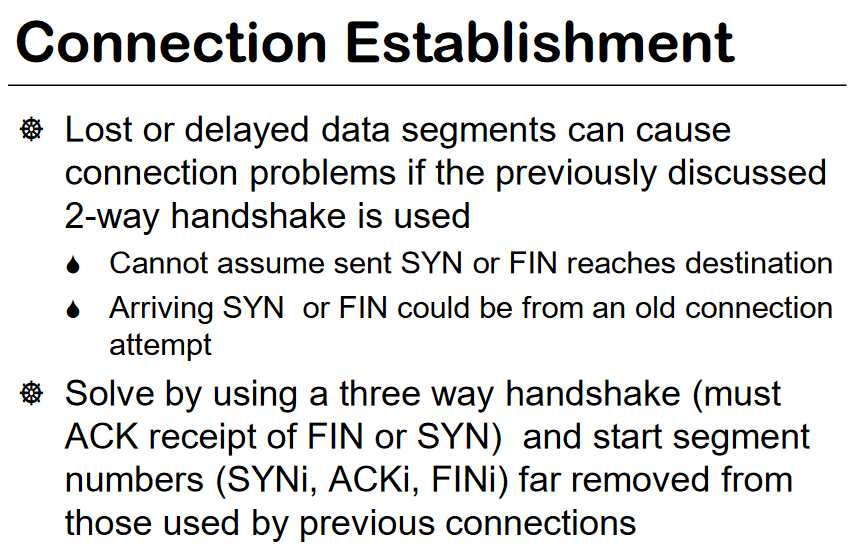 Connection Establishment
Lost or delayed data segments can cause
connection problems if the previously discussed
2-way handshake is used
Cannot assume sent SYN or FIN reaches destination
Arriving SYN or FIN could be from an old connection
attempt
Solve by using a three way handshake (must
ACK receipt of FIN or SYN) and start segment
numbers (SYNi, ACKi, FINi) far removed from
those used by previous connections